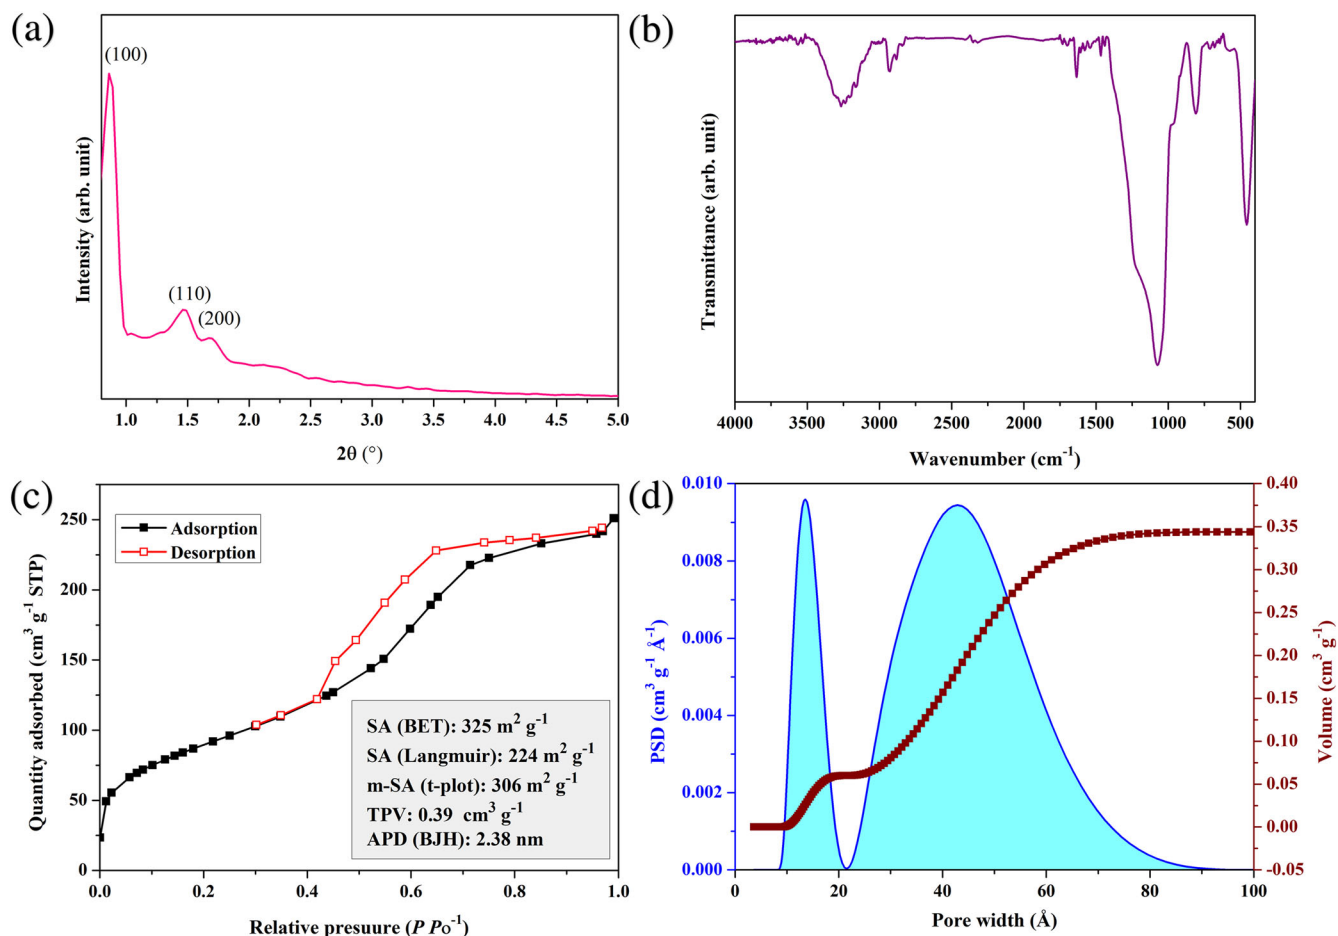 (a)
(100)
(110)
(200)
Intensity (arb. unit)
1.0 1.5 2.0 2.5 3.0 3.5 4.0 4.5 5.0
2θ (°)
(b)
Transmittance (arb. unit)
4000 3500 3000 2500 2000 1500 1000 500
Wavenumber (cm⁻¹)
(c)
Quantity adsorbed (cm³ g⁻¹ STP)
250
200
150
100
50
0
Adsorption
Desorption
SA (BET): 325 m² g⁻¹
SA (Langmuir): 224 m² g⁻¹
m-SA (t-plot): 306 m² g⁻¹
TPV: 0.39 cm³ g⁻¹
APD (BJH): 2.38 nm
0.0 0.2 0.4 0.6 0.8 1.0
Relative presuure (P Po⁻¹)
(d)
PSD (cm³ g⁻¹ Å⁻¹)
0.010
0.008
0.006
0.004
0.002
0.000
0.40
0.35
0.30
0.25
0.20
0.15
0.10
0.05
0.00
-0.05
Volume (cm³ g⁻¹)
0 20 40 60 80 100
Pore width (Å)